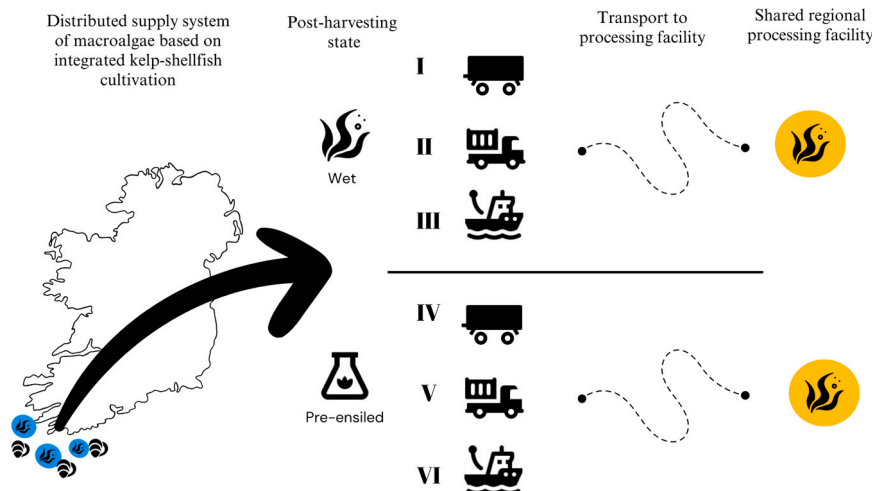 Distributed supply system
of macroalgae based on
integrated kelp-shellfish
cultivation
Post-harvesting
state
Transport to
processing facility
Shared regional
processing facility
I
II
Wet
III
IV
V
Pre-ensiled
VI